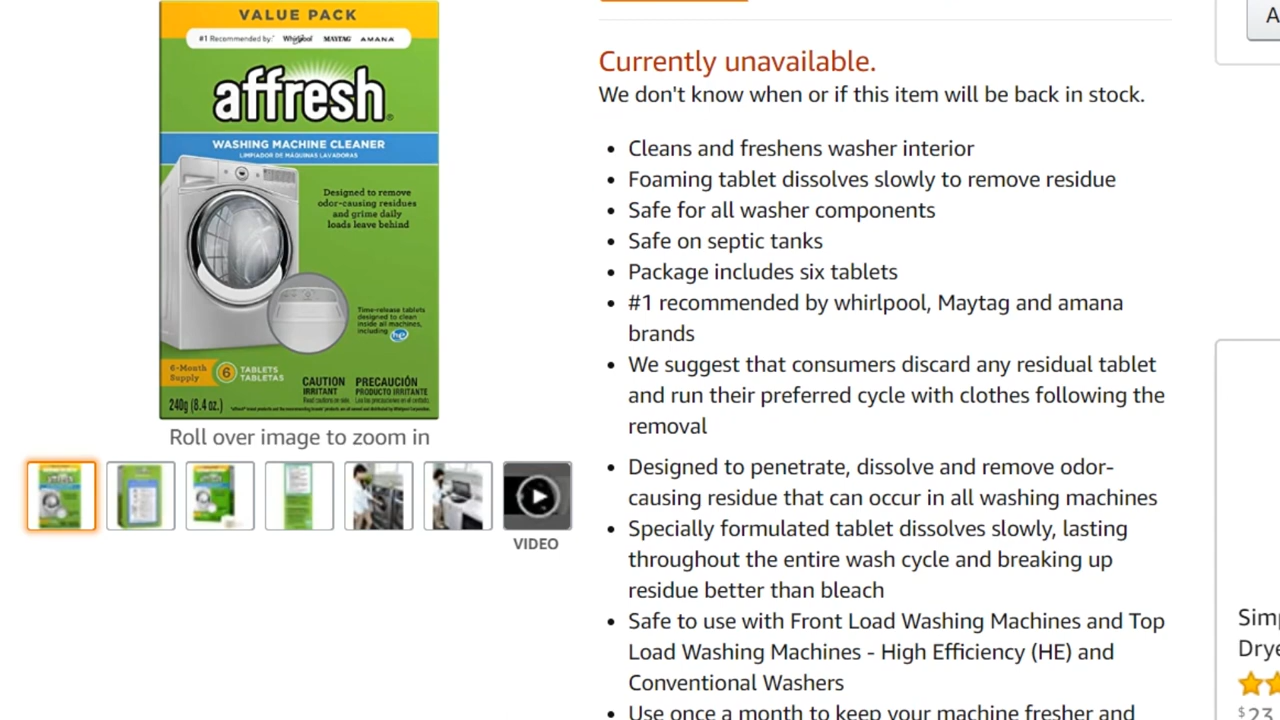 VALUE PACK
#1 Recommended by:* Whirlpool MAYTAG AMANA
affresh®
WASHING MACHINE CLEANER
LIMPIADOR DE MÁQUINAS LAVADORAS
Designed to remove
odor-causing residues
and grime daily
loads leave behind
Time-release tablets
designed to clean
inside all machines,
including he
6-Month
Supply
6 TABLETS
TABLETAS
CAUTION
IRRITANT
Read cautions on side.
PRECAUCIÓN
PRODUCTO IRRITANTE
240g (8.4 oz.)
Roll over image to zoom in
VIDEO
Currently unavailable.
We don't know when or if this item will be back in stock.
• Cleans and freshens washer interior
• Foaming tablet dissolves slowly to remove residue
• Safe for all washer components
• Safe on septic tanks
• Package includes six tablets
• #1 recommended by whirlpool, Maytag and amana
brands
• We suggest that consumers discard any residual tablet
and run their preferred cycle with clothes following the
removal
• Designed to penetrate, dissolve and remove odor-
causing residue that can occur in all washing machines
• Specially formulated tablet dissolves slowly, lasting
throughout the entire wash cycle and breaking up
residue better than bleach
• Safe to use with Front Load Washing Machines and Top
Load Washing Machines - High Efficiency (HE) and
Conventional Washers
• Use once a month to keep your machine fresher and
A
Simp
Drye
$23